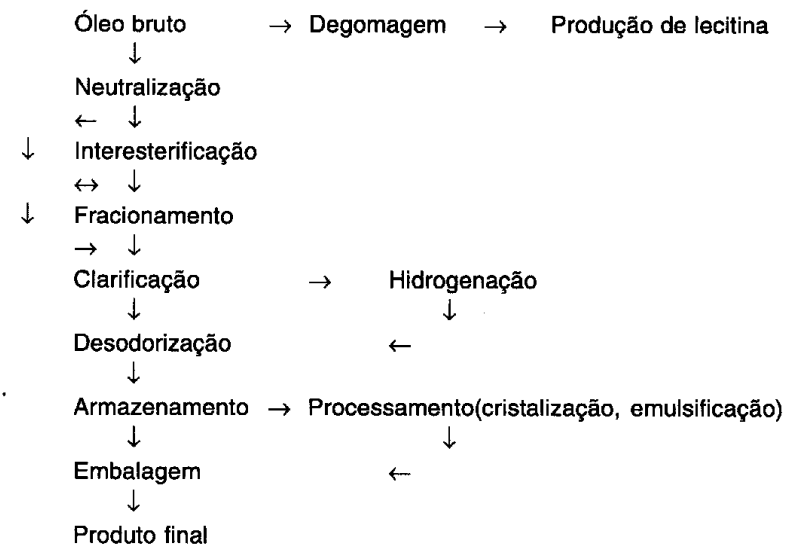 Óleo bruto → Degomagem → Produção de lecitina
↓
Neutralização
← ↓
↓ Interesterificação
↔ ↓
↓ Fracionamento
→ ↓
Clarificação → Hidrogenação
↓ ↓
Desodorização ←
↓
Armazenamento → Processamento(cristalização, emulsificação)
↓ ↓
Embalagem ←
↓
Produto final